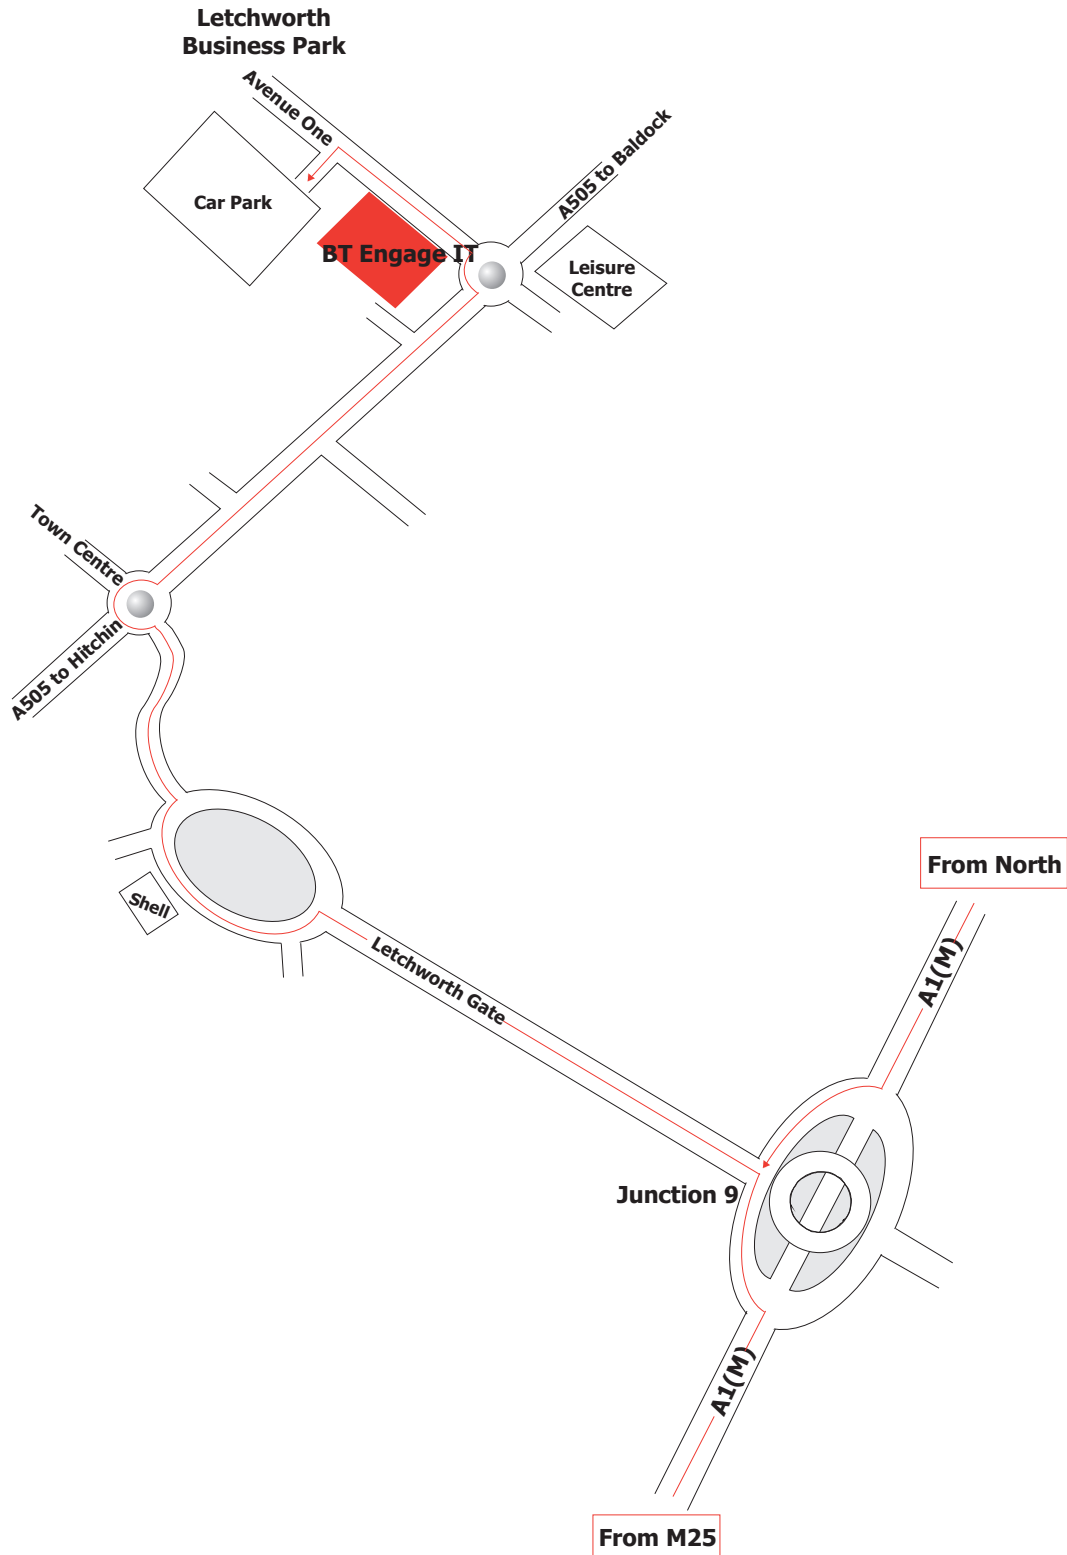 Letchworth
Business Park
Avenue One
A505 to Baldock
Car Park
BT Engage IT
Leisure
Centre
Town Centre
A505 to Hitchin
Shell
From North
Letchworth Gate
A1(M)
Junction 9
A1(M)
From M25